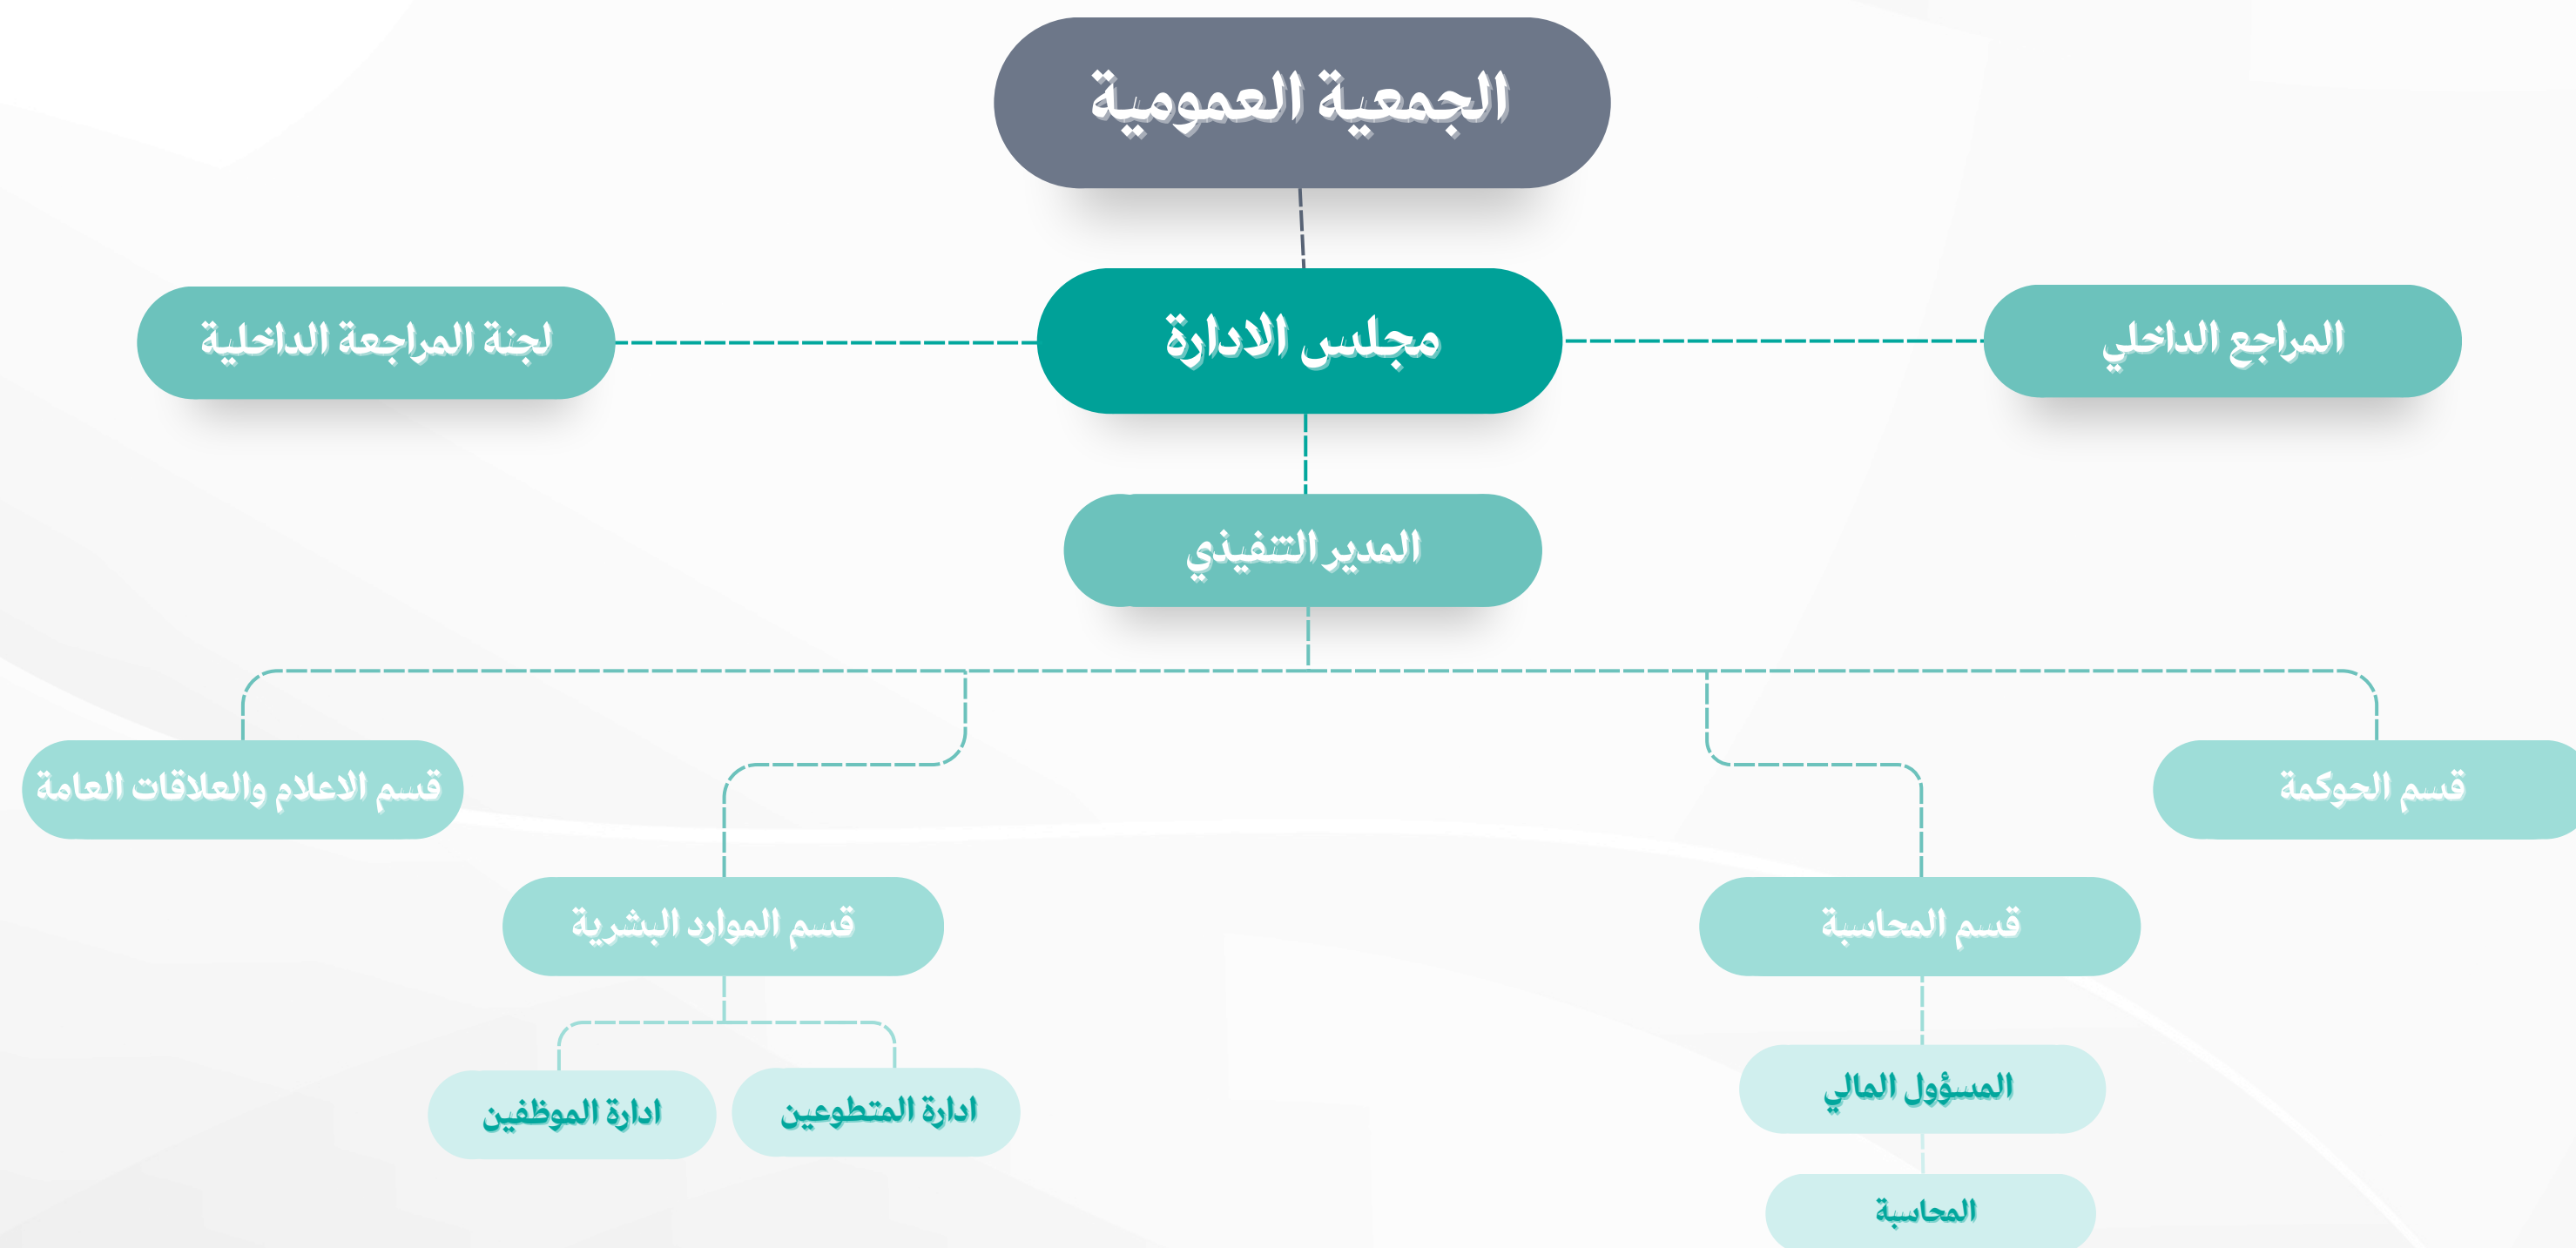 الجمعية العمومية
المراجع الداخلي
مجلس الادارة
لجنة المراجعة الداخلية
المدير التنفيذي
قسم الحوكمة
قسم الاعلام والعلاقات العامة
قسم المحاسبة
قسم الموارد البشرية
المسؤول المالي
ادارة المتطوعين
ادارة الموظفين
المحاسبة